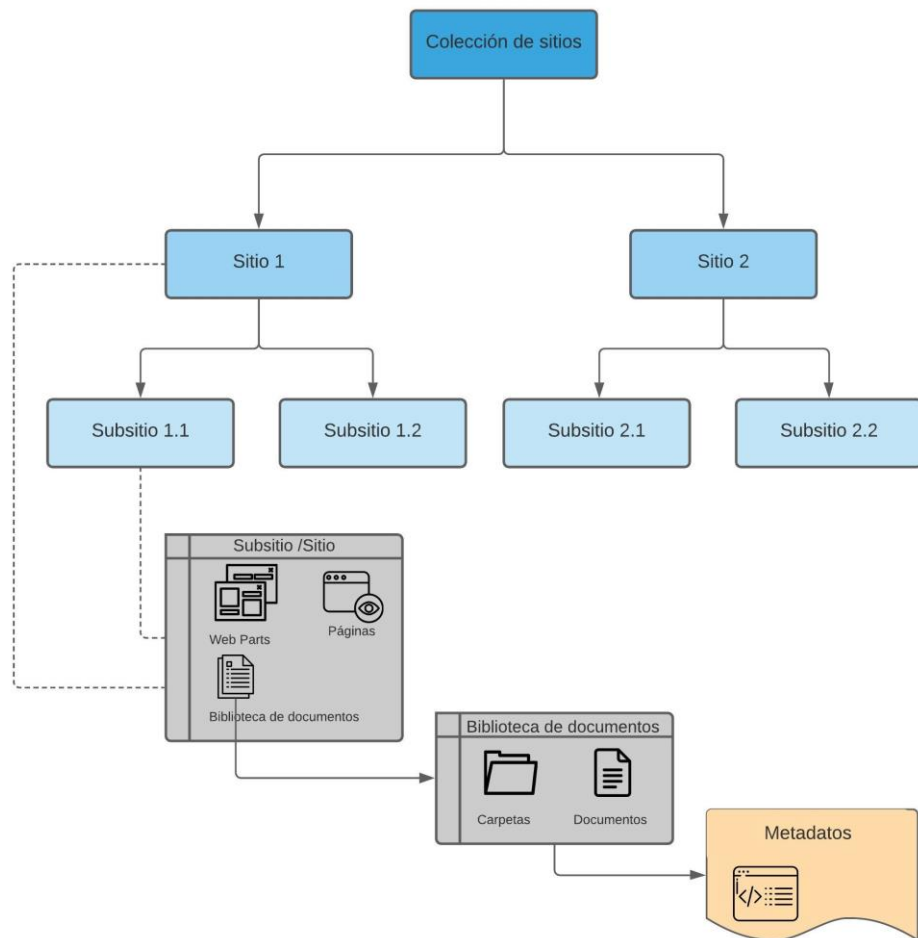 Colección de sitios
Sitio 1
Sitio 2
Subsitio 1.1
Subsitio 1.2
Subsitio 2.1
Subsitio 2.2
Subsitio /Sitio
Web Parts
Páginas
Biblioteca de documentos
Biblioteca de documentos
Carpetas
Documentos
Metadatos